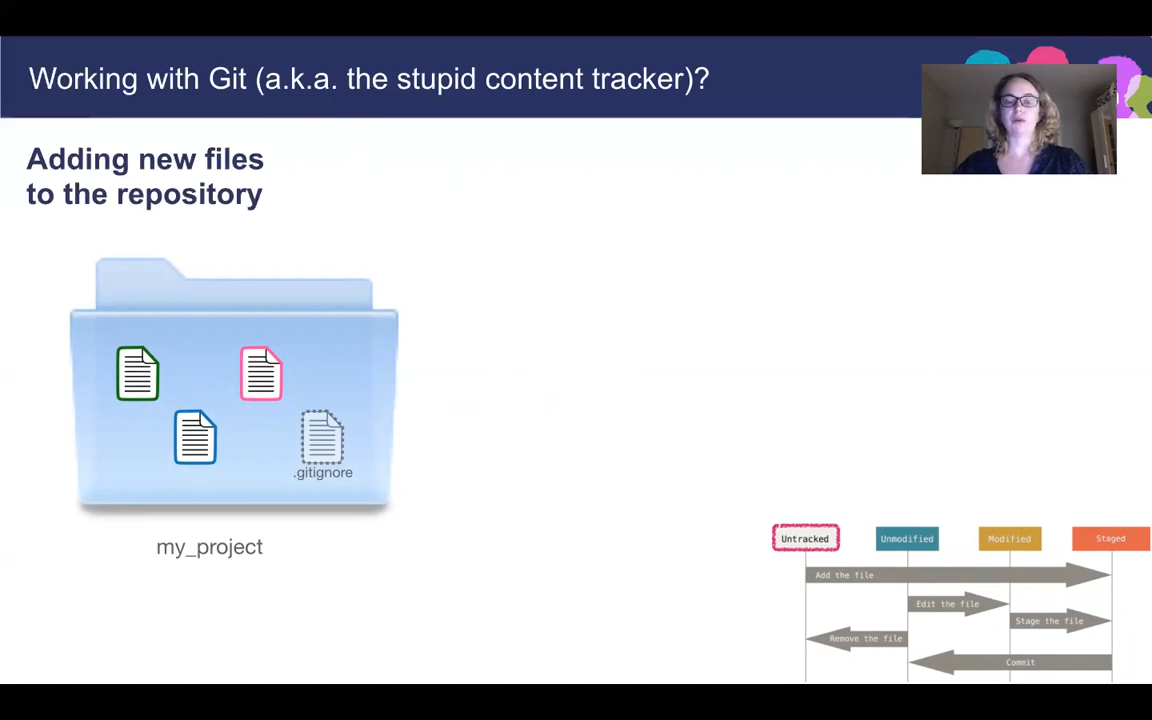 Working with Git (a.k.a. the stupid content tracker)?
Adding new files
to the repository
.gitignore
my_project
Untracked
Unmodified
Modified
Staged
Add the file
Edit the file
Stage the file
Remove the file
Commit